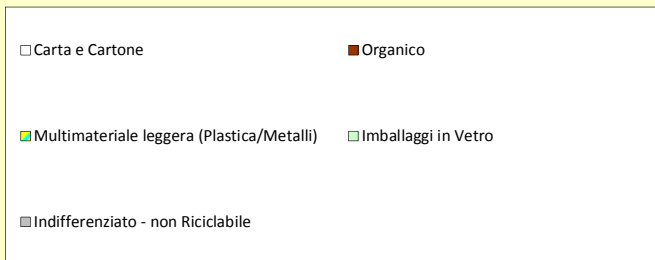 Carta e Cartone
Organico
Multimateriale leggera (Plastica/Metalli)
Imballaggi in Vetro
Indifferenziato - non Riciclabile